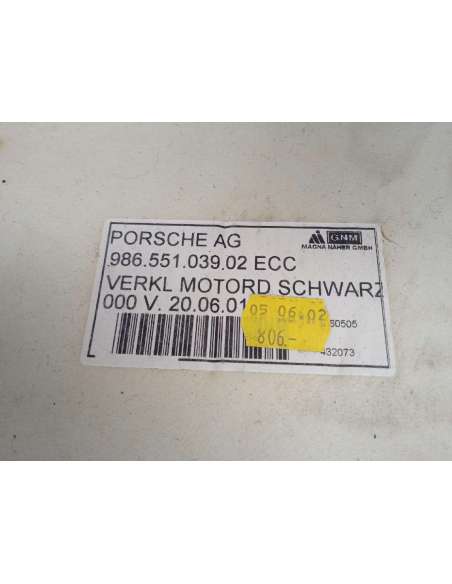 PORSCHE AG
GNM
MAGNA NAHER GMBH
.986.551.039.02 ECC
VERKL MOTORD SCHWARZ
000 V. 20.06.01
05 06.02
60505
806.-
432073